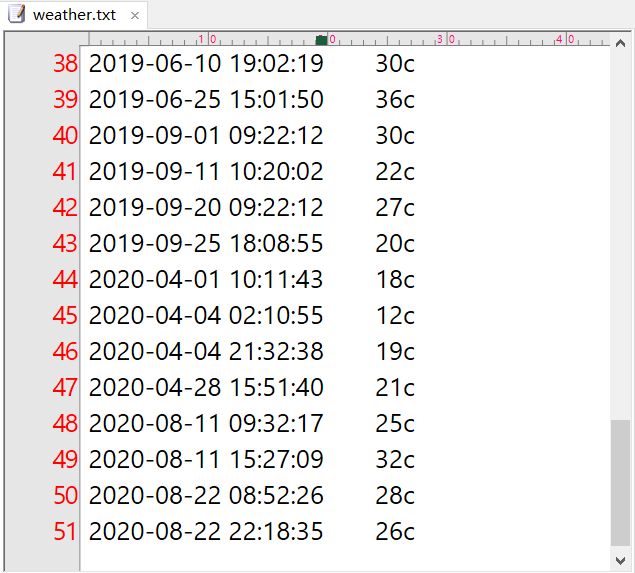 weather.txt
10 0 30 40
38 2019-06-10 19:02:19 30c
39 2019-06-25 15:01:50 36c
40 2019-09-01 09:22:12 30c
41 2019-09-11 10:20:02 22c
42 2019-09-20 09:22:12 27c
43 2019-09-25 18:08:55 20c
44 2020-04-01 10:11:43 18c
45 2020-04-04 02:10:55 12c
46 2020-04-04 21:32:38 19c
47 2020-04-28 15:51:40 21c
48 2020-08-11 09:32:17 25c
49 2020-08-11 15:27:09 32c
50 2020-08-22 08:52:26 28c
51 2020-08-22 22:18:35 26c